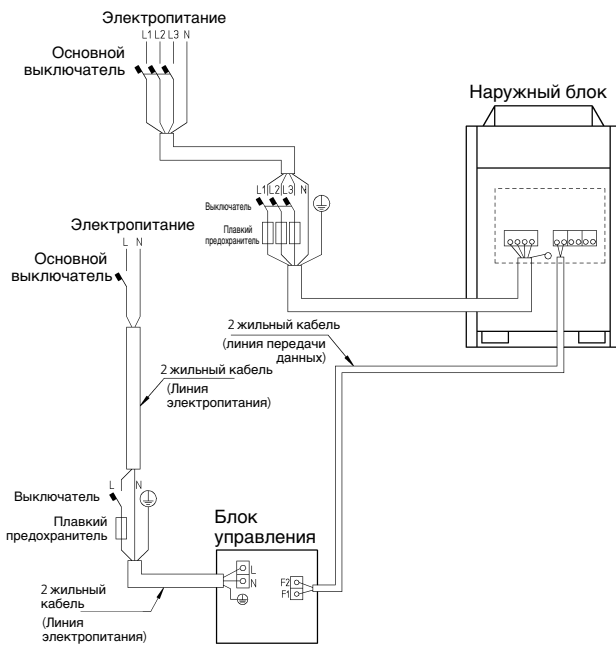 Электропитание
L1 L2 L3 N
Основной
выключатель
Наружный блок
L1 L2 L3 N
Выключатель
Плавкий
предохранитель
Электропитание
L N
Основной
выключатель
2 жильный кабель
(линия передачи
данных)
2 жильный кабель
(Линия
электропитания)
L N
Выключатель
Плавкий
предохранитель
Блок
управления
L
N
F2
F1
2 жильный
кабель
(Линия
электропитания)